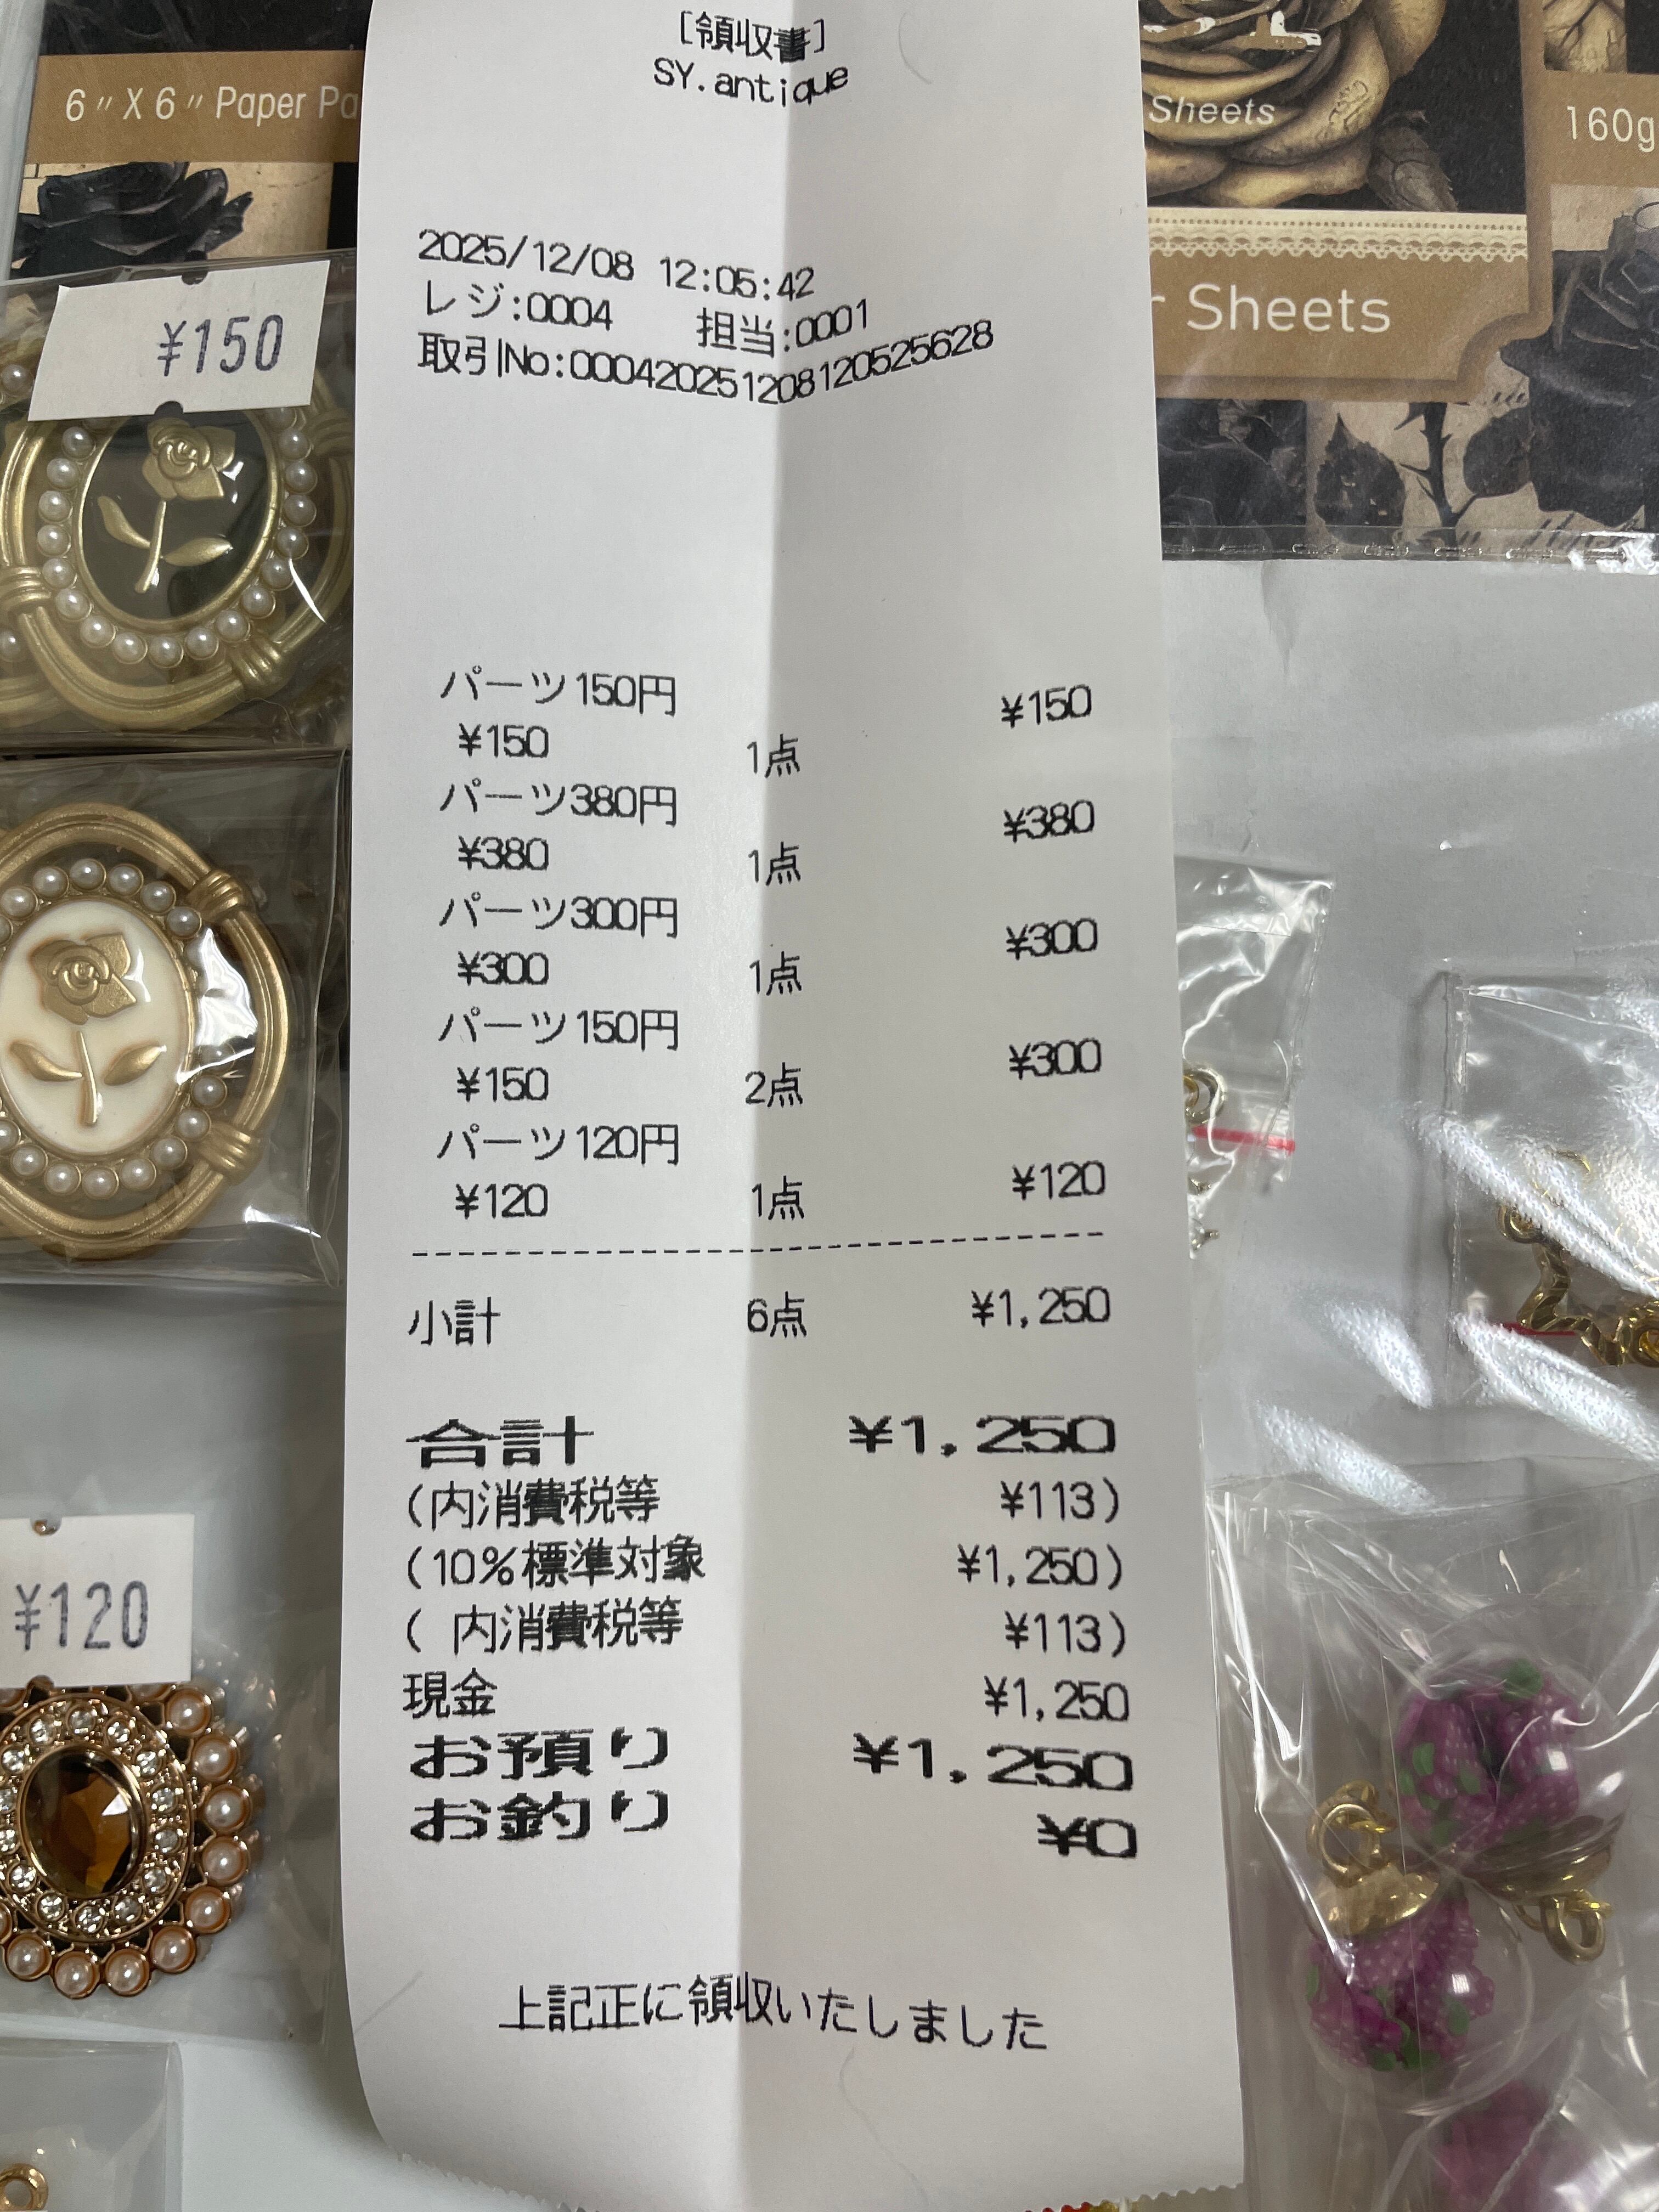 [領収書]
SY.antique
2025/12/08 12:05:42
レジ:0004 担当:0001
取引No:00042025120812052562​8
パーツ150円 ¥150
¥150 1点
パーツ380円 ¥380
¥380 1点
パーツ300円 ¥300
¥300 1点
パーツ150円 ¥300
¥150 2点
パーツ120円 ¥120
¥120 1点
小計 6点 ¥1,250
合計 ¥1,250
(内消費税等 ¥113)
(10%標準対象 ¥1,250)
( 内消費税等 ¥113)
現金 ¥1,250
お預り ¥1,250
お釣り ¥0
上記正に領収いたしました
6" X 6" Paper
¥150
¥120
Sheets
Sheets
160g